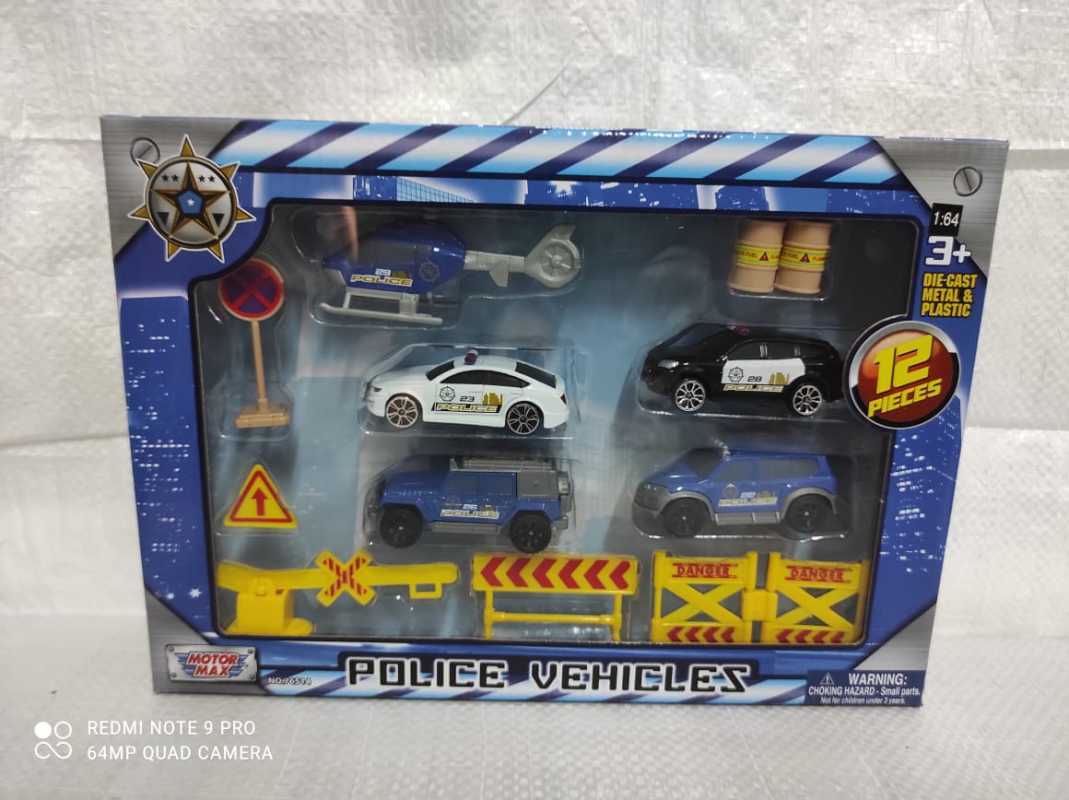 1:64
3+
DIE-CAST
METAL &
PLASTIC
12
PIECES
29
POLICE
23
POLICE
28
POLICE
26
POLICE
POLICE
DANGER
DANGER
MOTOR
MAX
POLICE VEHICLES
WARNING:
CHOKING HAZARD - Small parts.
Not for children under 3 years.
REDMI NOTE 9 PRO
64MP QUAD CAMERA